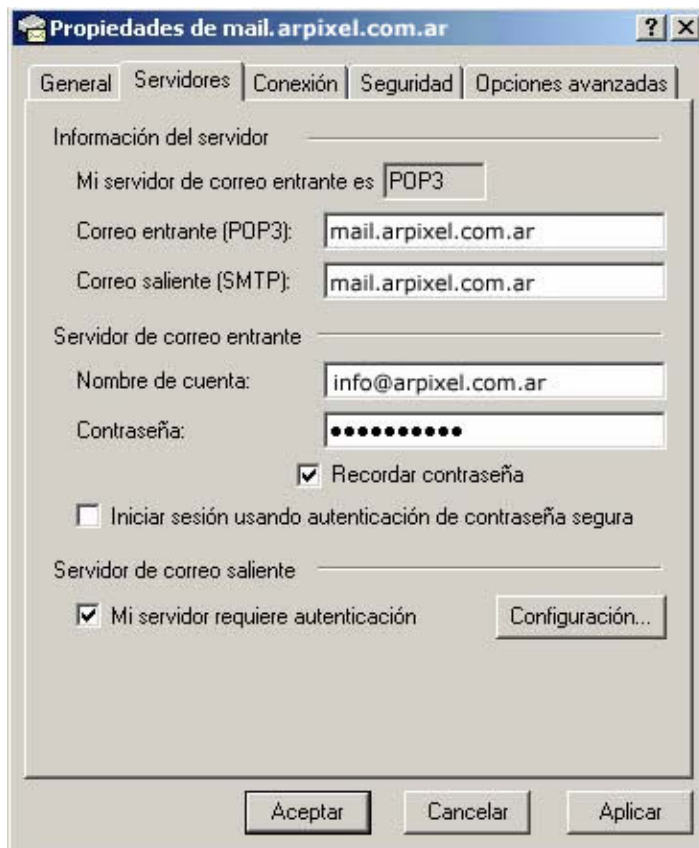 Propiedades de mail.arpixel.com.ar
General Servidores Conexión Seguridad Opciones avanzadas
Información del servidor
Mi servidor de correo entrante es POP3
Correo entrante (POP3): mail.arpixel.com.ar
Correo saliente (SMTP): mail.arpixel.com.ar
Servidor de correo entrante
Nombre de cuenta: info@arpixel.com.ar
Contraseña: ●●●●●●●●●●
Recordar contraseña
Iniciar sesión usando autenticación de contraseña segura
Servidor de correo saliente
Mi servidor requiere autenticación Configuración...
Aceptar Cancelar Aplicar